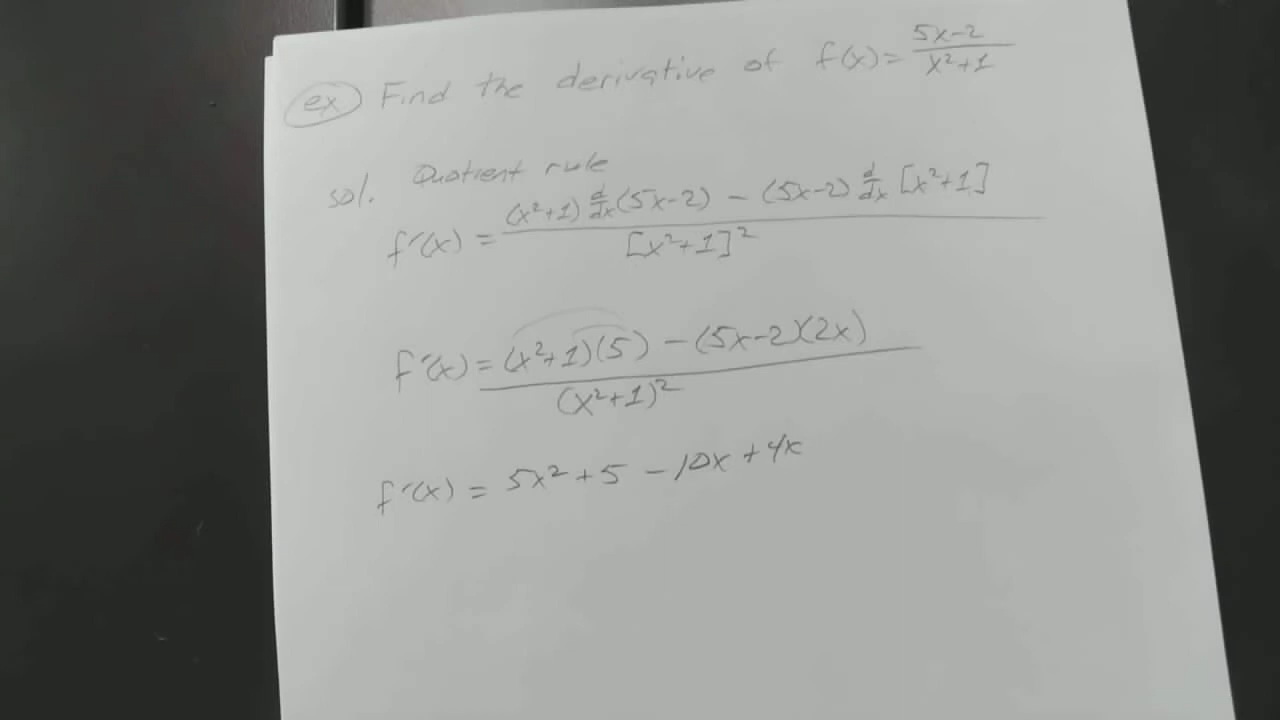 ex Find the derivative of f(x) = 5x-2 / x²+1
sol. Quotient rule
f'(x) = (x²+1) d/dx (5x-2) - (5x-2) d/dx [x²+1] / [x²+1]²
f'(x) = (x²+1)(5) - (5x-2)(2x) / (x²+1)²
f'(x) = 5x² + 5 - 10x + 4x